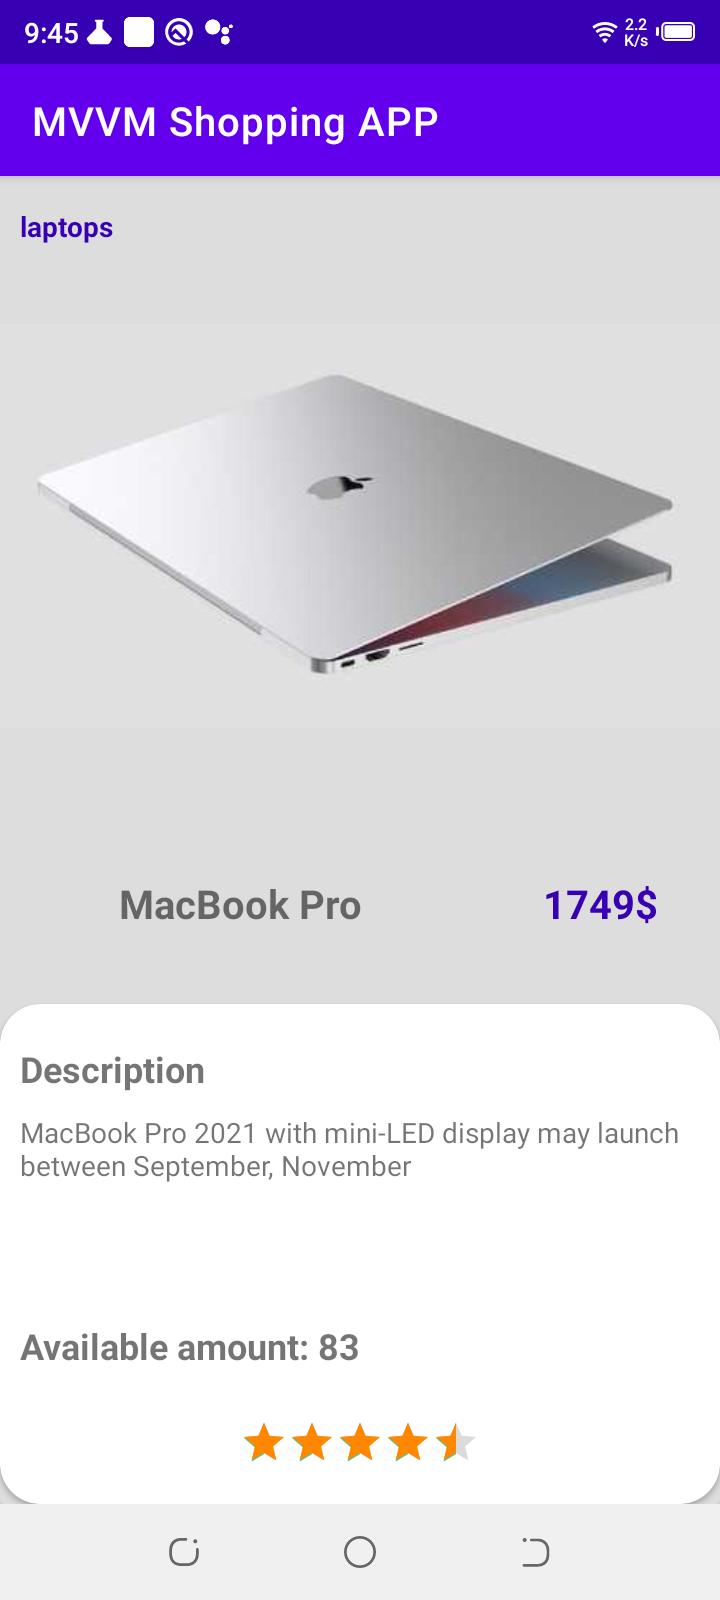 9:45
2.2
K/s
MVVM Shopping APP
laptops
MacBook Pro
1749$
Description
MacBook Pro 2021 with mini-LED display may launch
between September, November
Available amount: 83